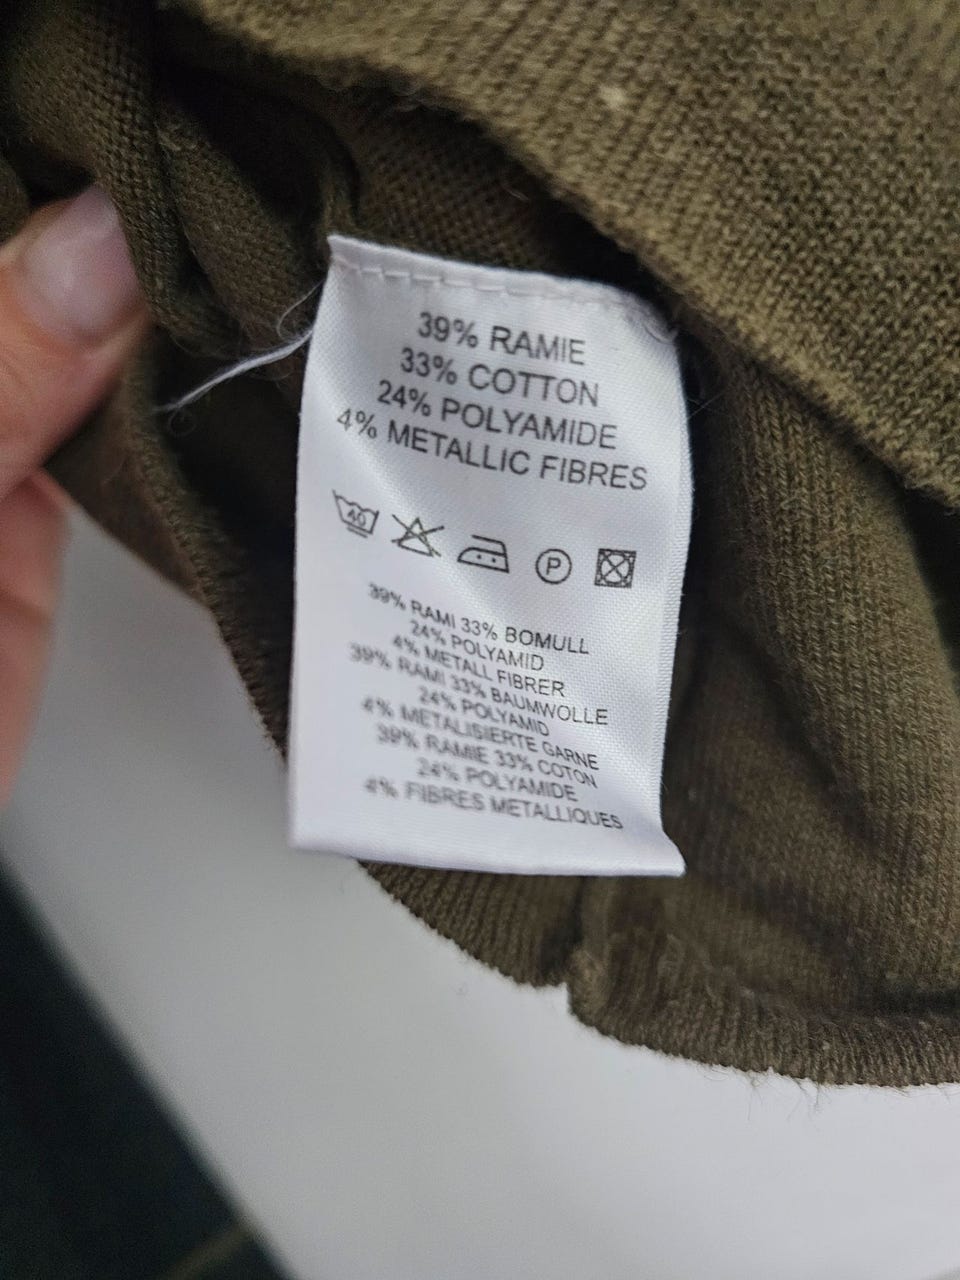 39% RAMIE
33% COTTON
24% POLYAMIDE
4% METALLIC FIBRES
40
P
39% RAMI 33% BOMULL
24% POLYAMID
4% METALL FIBRER
39% RAMI 33% BAUMWOLLE
24% POLYAMID
4% METALISIERTE GARNE
39% RAMIE 33% COTON
24% POLYAMIDE
4% FIBRES METALLIQUES